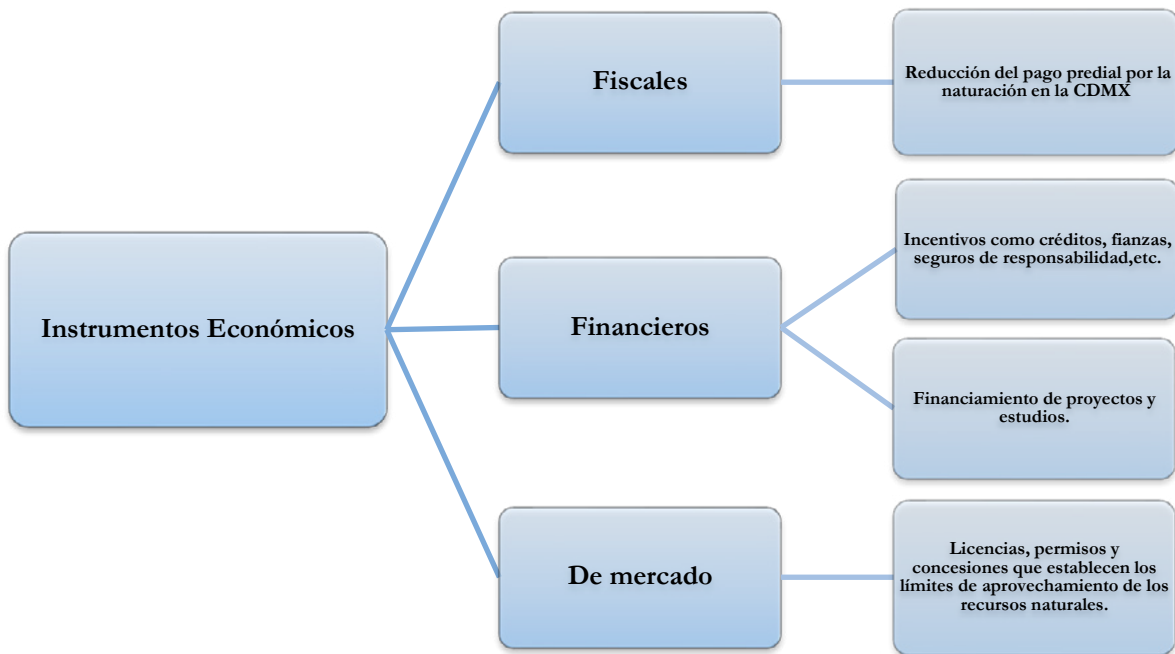 Instrumentos Económicos
Fiscales
Reducción del pago predial por la
naturación en la CDMX
Financieros
Incentivos como créditos, fianzas,
seguros de responsabilidad,etc.
Financiamiento de proyectos y
estudios.
De mercado
Licencias, permisos y
concesiones que establecen los
límites de aprovechamiento de los
recursos naturales.